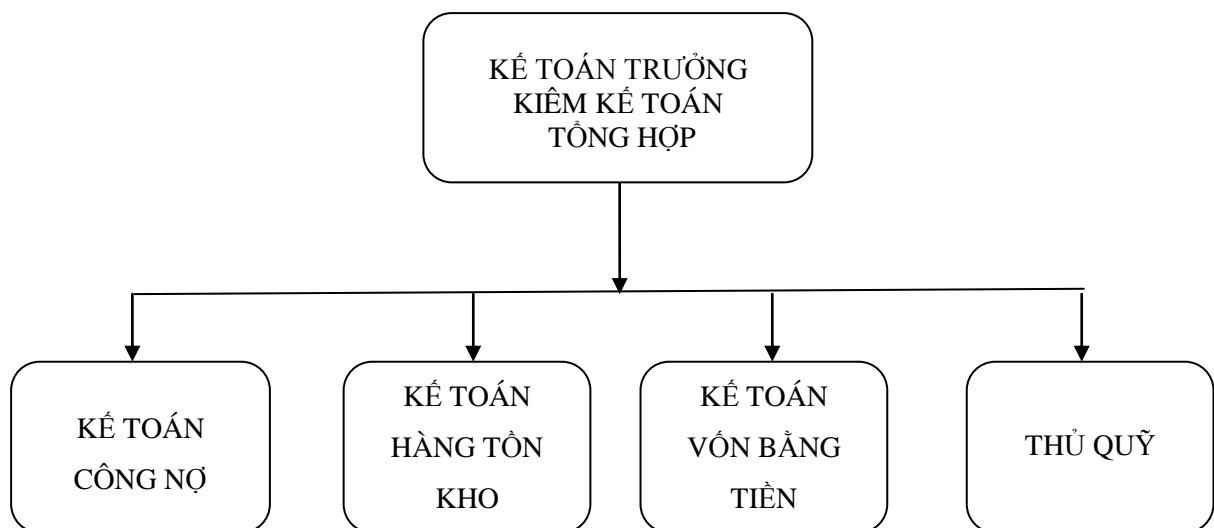 KẾ TOÁN TRƯỞNG
KIÊM KẾ TOÁN
TỔNG HỢP
KẾ TOÁN
CÔNG NỢ
KẾ TOÁN
HÀNG TỒN
KHO
KẾ TOÁN
VỐN BẰNG
TIỀN
THỦ QUỸ